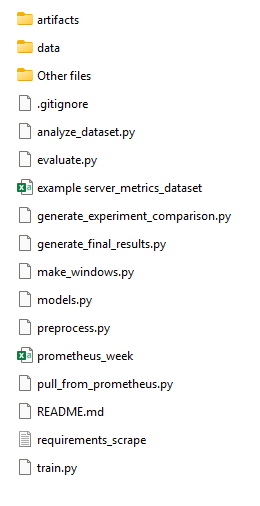 artifacts
data
Other files
.gitignore
analyze_dataset.py
evaluate.py
example server_metrics_dataset
generate_experiment_comparison.py
generate_final_results.py
make_windows.py
models.py
preprocess.py
prometheus_week
pull_from_prometheus.py
README.md
requirements_scrape
train.py